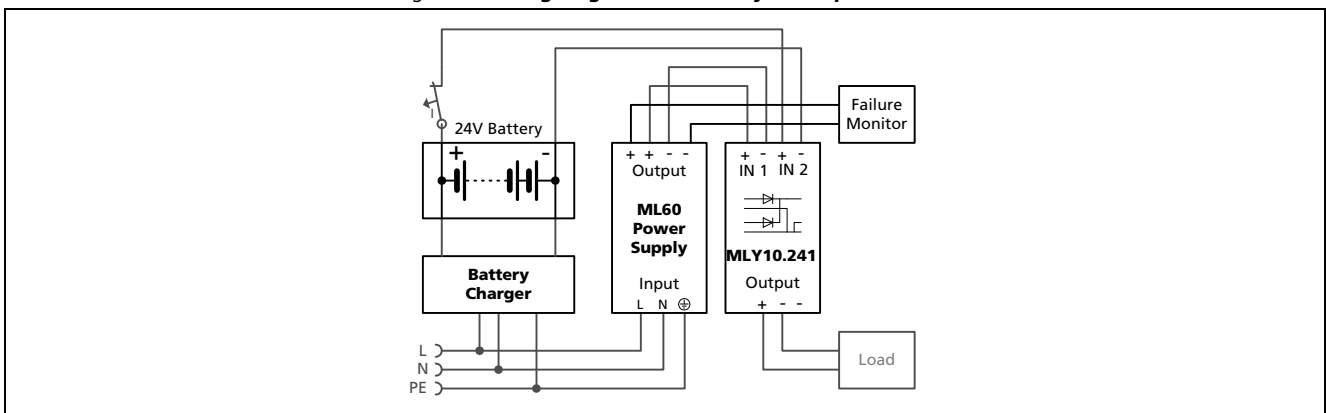 24V Battery
+ -
Battery
Charger
+ + - -
Output
ML60
Power
Supply
Input
L N ⏚
+ - + -
IN 1 IN 2
MLY10.241
Output
+ - -
Failure
Monitor
Load
L
N
PE
I